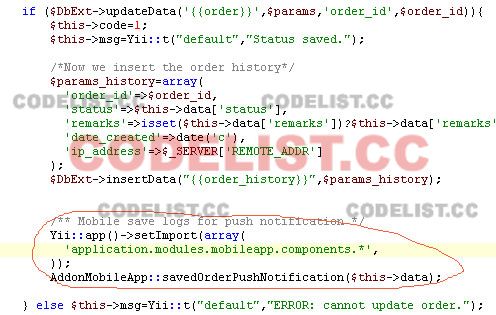 if ($DbExt->updateData('{{order}}',$params,'order_id',$order_id)){
$this->code=1;
$this->msg=Yii::t("default","Status saved.");
/*Now we insert the order history*/
$params_history=array(
'order_id'=>$order_id,
'status'=>$this->data['status'],
'remarks'=>isset($this->data['remarks'])?$this->data['remarks'
'date_created'=>date('c'),
'ip_address'=>$_SERVER['REMOTE_ADDR']
);
$DbExt->insertData("{{order_history}}",$params_history);
/** Mobile save logs for push notification */
Yii::app()->setImport(array(
'application.modules.mobileapp.components.*',
));
AddonMobileApp::savedOrderPushNotification($this->data);
} else $this->msg=Yii::t("default","ERROR: cannot update order.");
CODELIST.CC
CODELIST.CC
CODELIST.CC
CODELIST.CC
CODELIST.CC